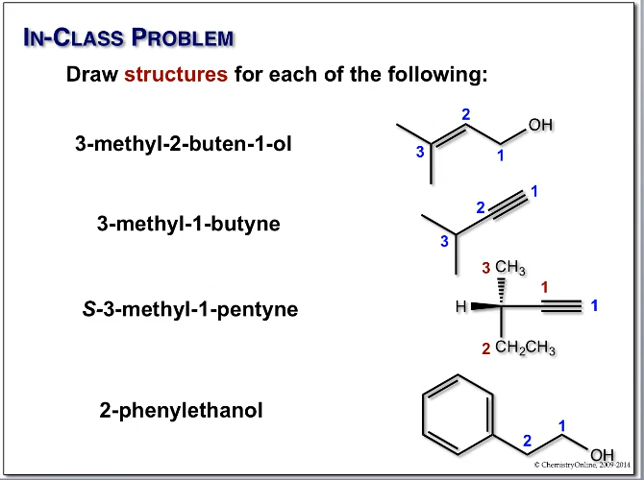 IN-CLASS PROBLEM
Draw structures for each of the following:
3-methyl-2-buten-1-ol
2
OH
3
1
3-methyl-1-butyne
1
2
3
S-3-methyl-1-pentyne
3 CH₃
1
H
1
2 CH₂CH₃
2-phenylethanol
1
2
OH
© ChemistryOnline, 2009-2014